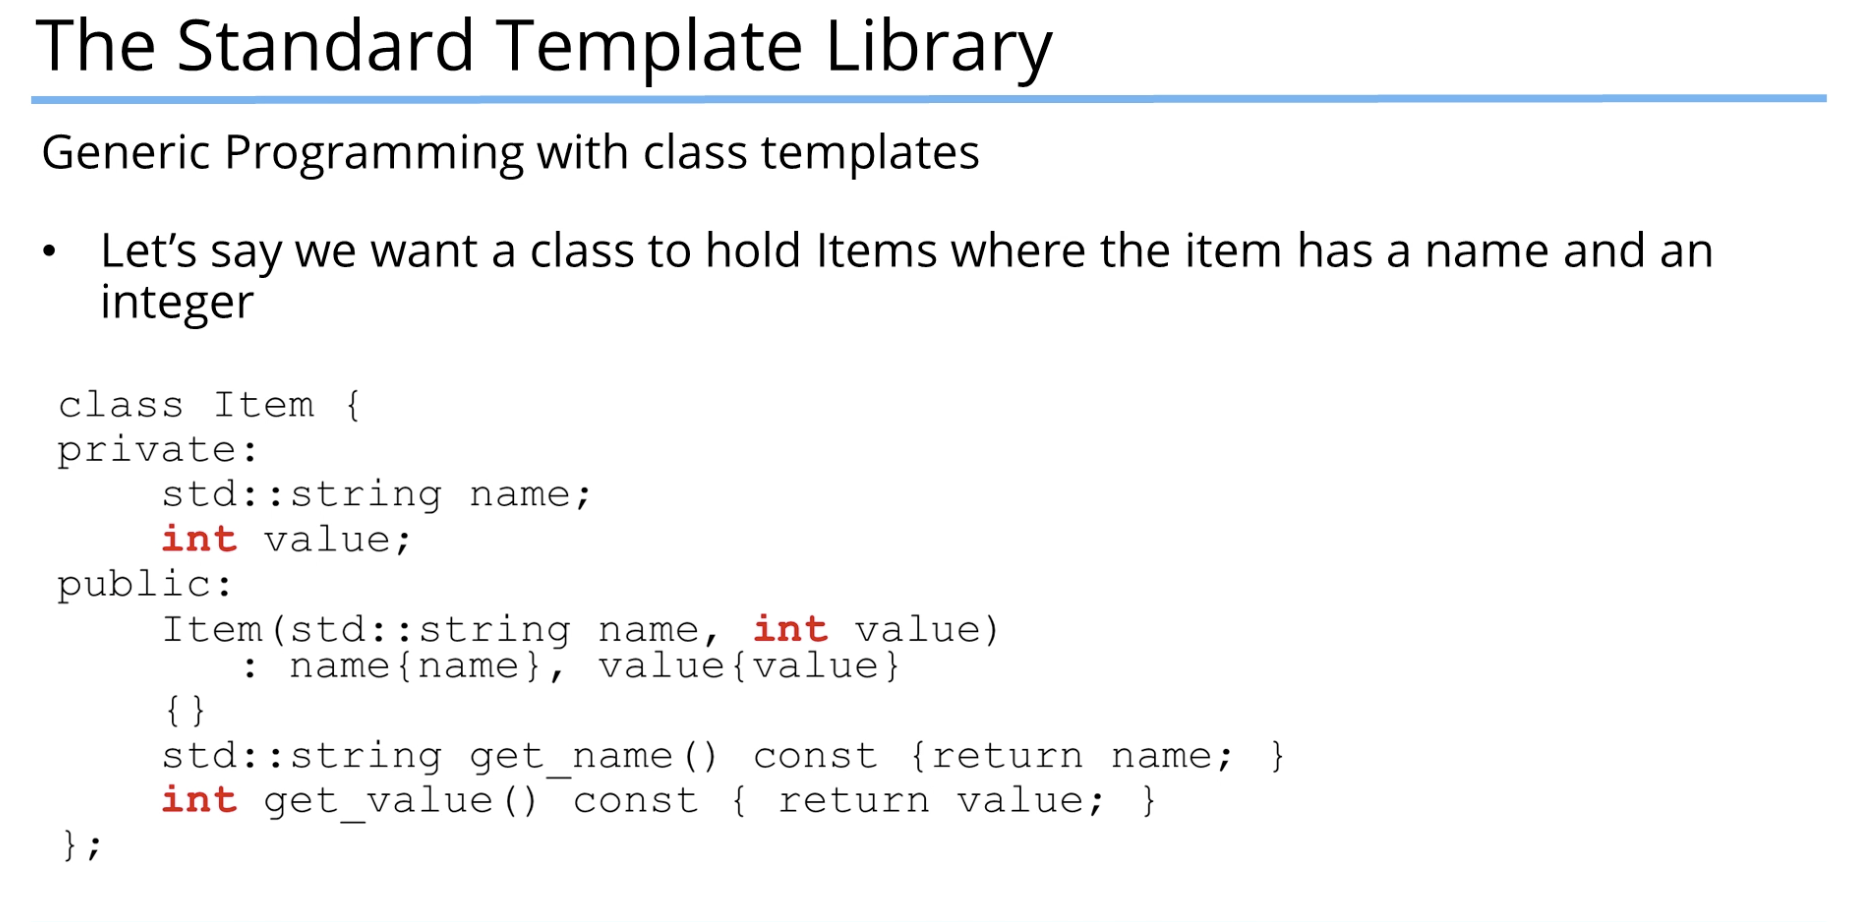 The Standard Template Library
Generic Programming with class templates
• Let’s say we want a class to hold Items where the item has a name and an
integer
class Item {
private:
    std::string name;
    int value;
public:
    Item(std::string name, int value)
       : name{name}, value{value}
    {}
    std::string get_name() const {return name; }
    int get_value() const { return value; }
};